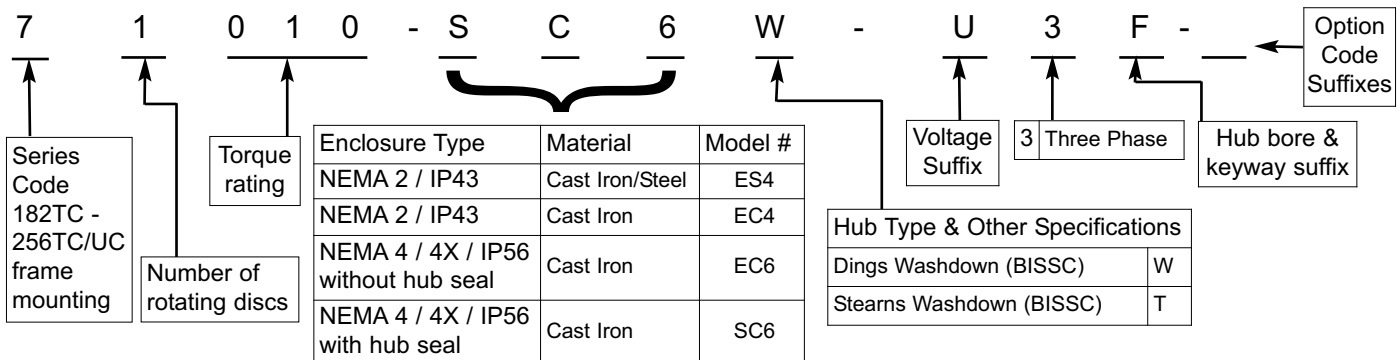 7 1 0 1 0 - S C 6 W - U 3 F -
Option
Code
Suffixes
Series
Code
182TC -
256TC/UC
frame
mounting
Number of
rotating discs
Torque
rating
Enclosure Type Material Model #
NEMA 2 / IP43 Cast Iron/Steel ES4
NEMA 2 / IP43 Cast Iron EC4
NEMA 4 / 4X / IP56
without hub seal Cast Iron EC6
NEMA 4 / 4X / IP56
with hub seal Cast Iron SC6
Voltage
Suffix
3 Three Phase
Hub bore &
keyway suffix
Hub Type & Other Specifications
Dings Washdown (BISSC) W
Stearns Washdown (BISSC) T